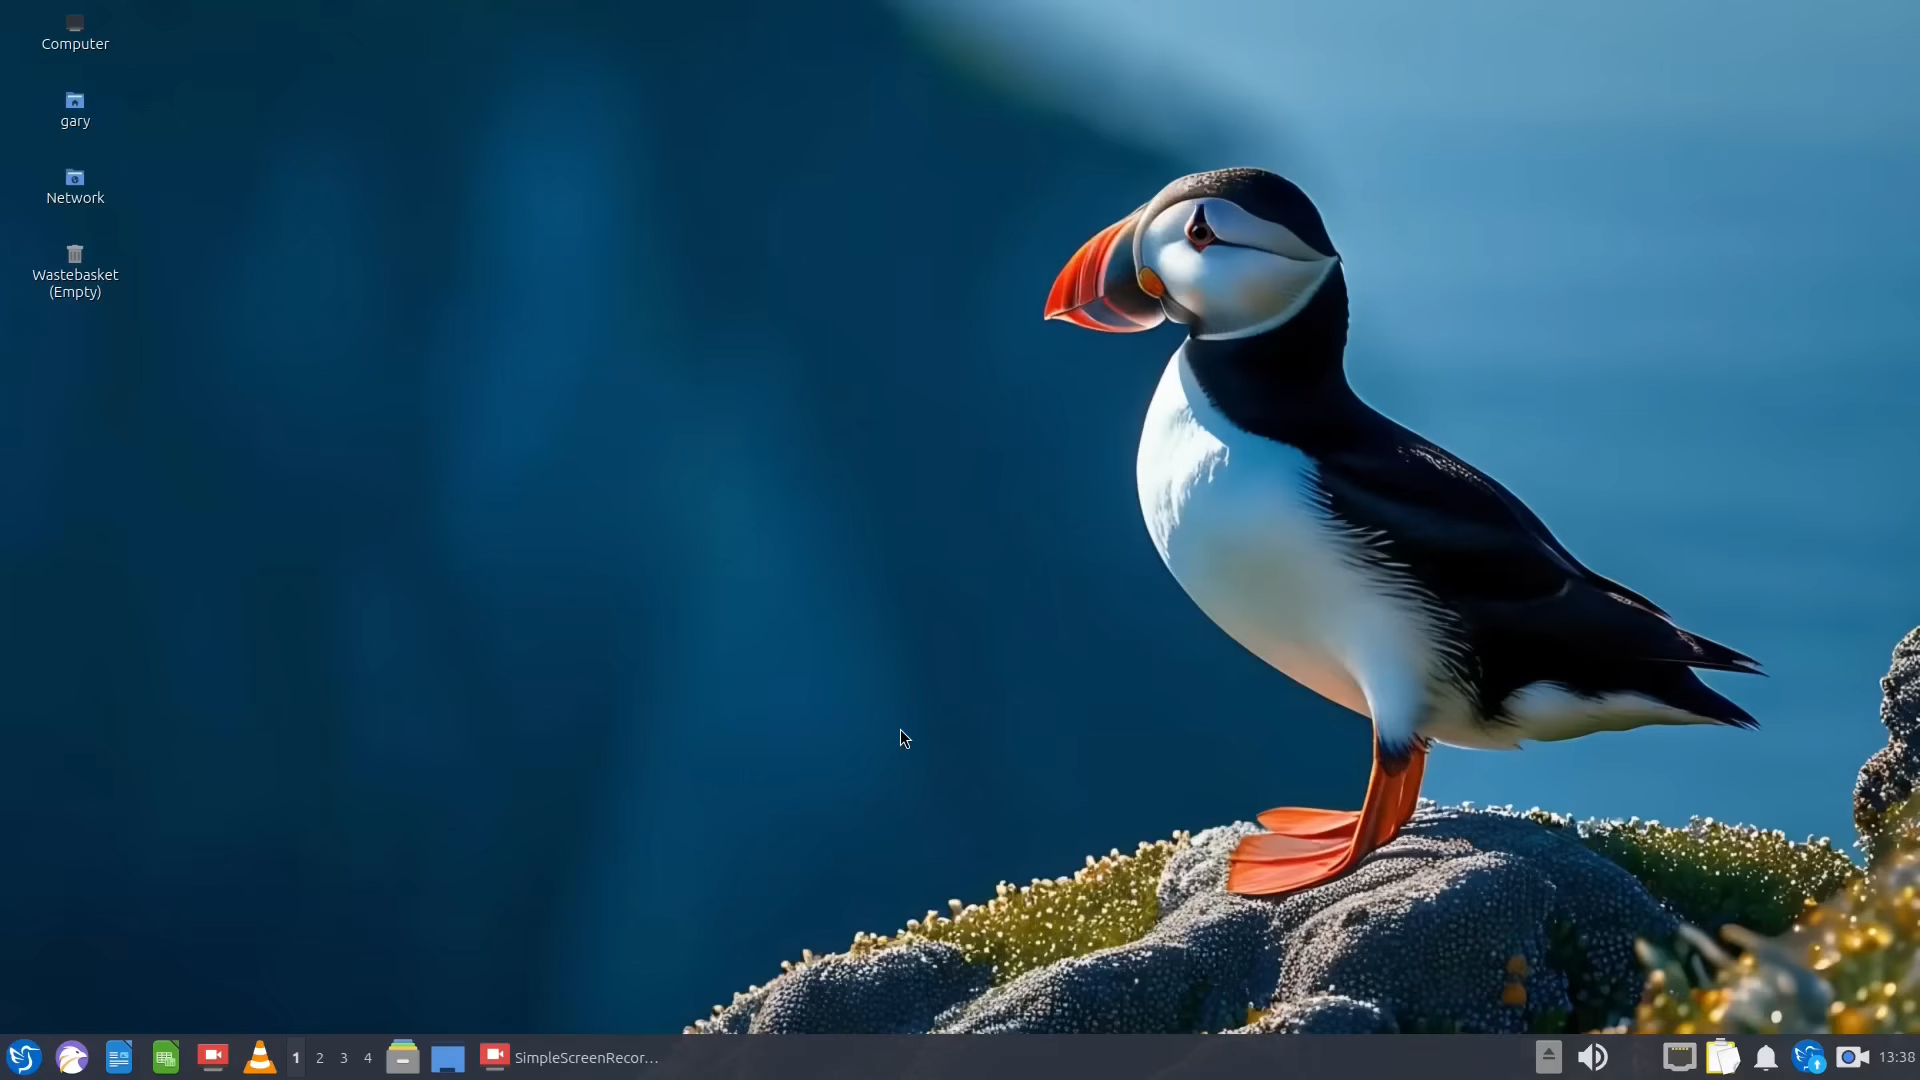 Computer
gary
Network
Wastebasket
(Empty)
1 2 3 4 SimpleScreenRecor... 13:38